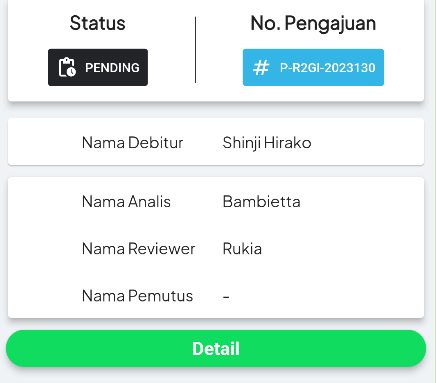 Status No. Pengajuan
PENDING # P-R2GI-2023130
Nama Debitur Shinji Hirako
Nama Analis Bambietta
Nama Reviewer Rukia
Nama Pemutus -
Detail